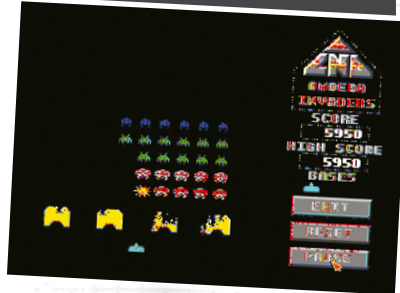 AMOEBA
INVADERS
SCORE
5950
HIGH SCORE
5950
BASES
EXIT
RESET
PAUSE